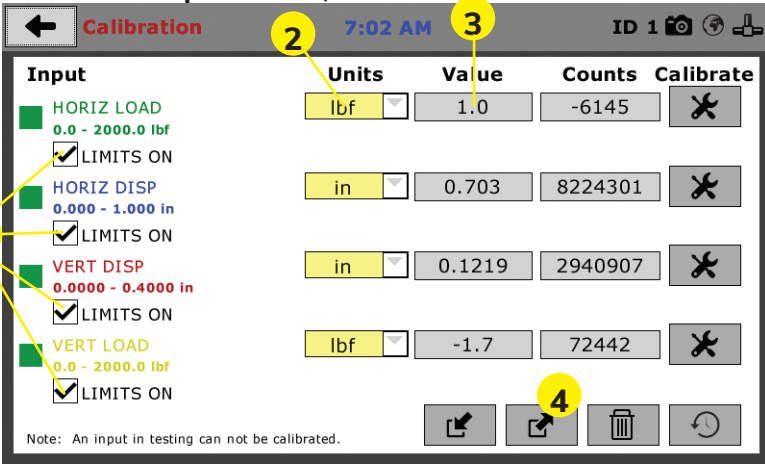 Calibration 7:02 AM ID 1
2 3
Input Units Value Counts Calibrate
HORIZ LOAD lbf 1.0 -6145
0.0 - 2000.0 lbf
LIMITS ON
HORIZ DISP in 0.703 8224301
0.000 - 1.000 in
LIMITS ON
VERT DISP in 0.1219 2940907
0.0000 - 0.4000 in
LIMITS ON
VERT LOAD lbf -1.7 72442
0.0 - 2000.0 lbf
LIMITS ON
4
Note: An input in testing can not be calibrated.